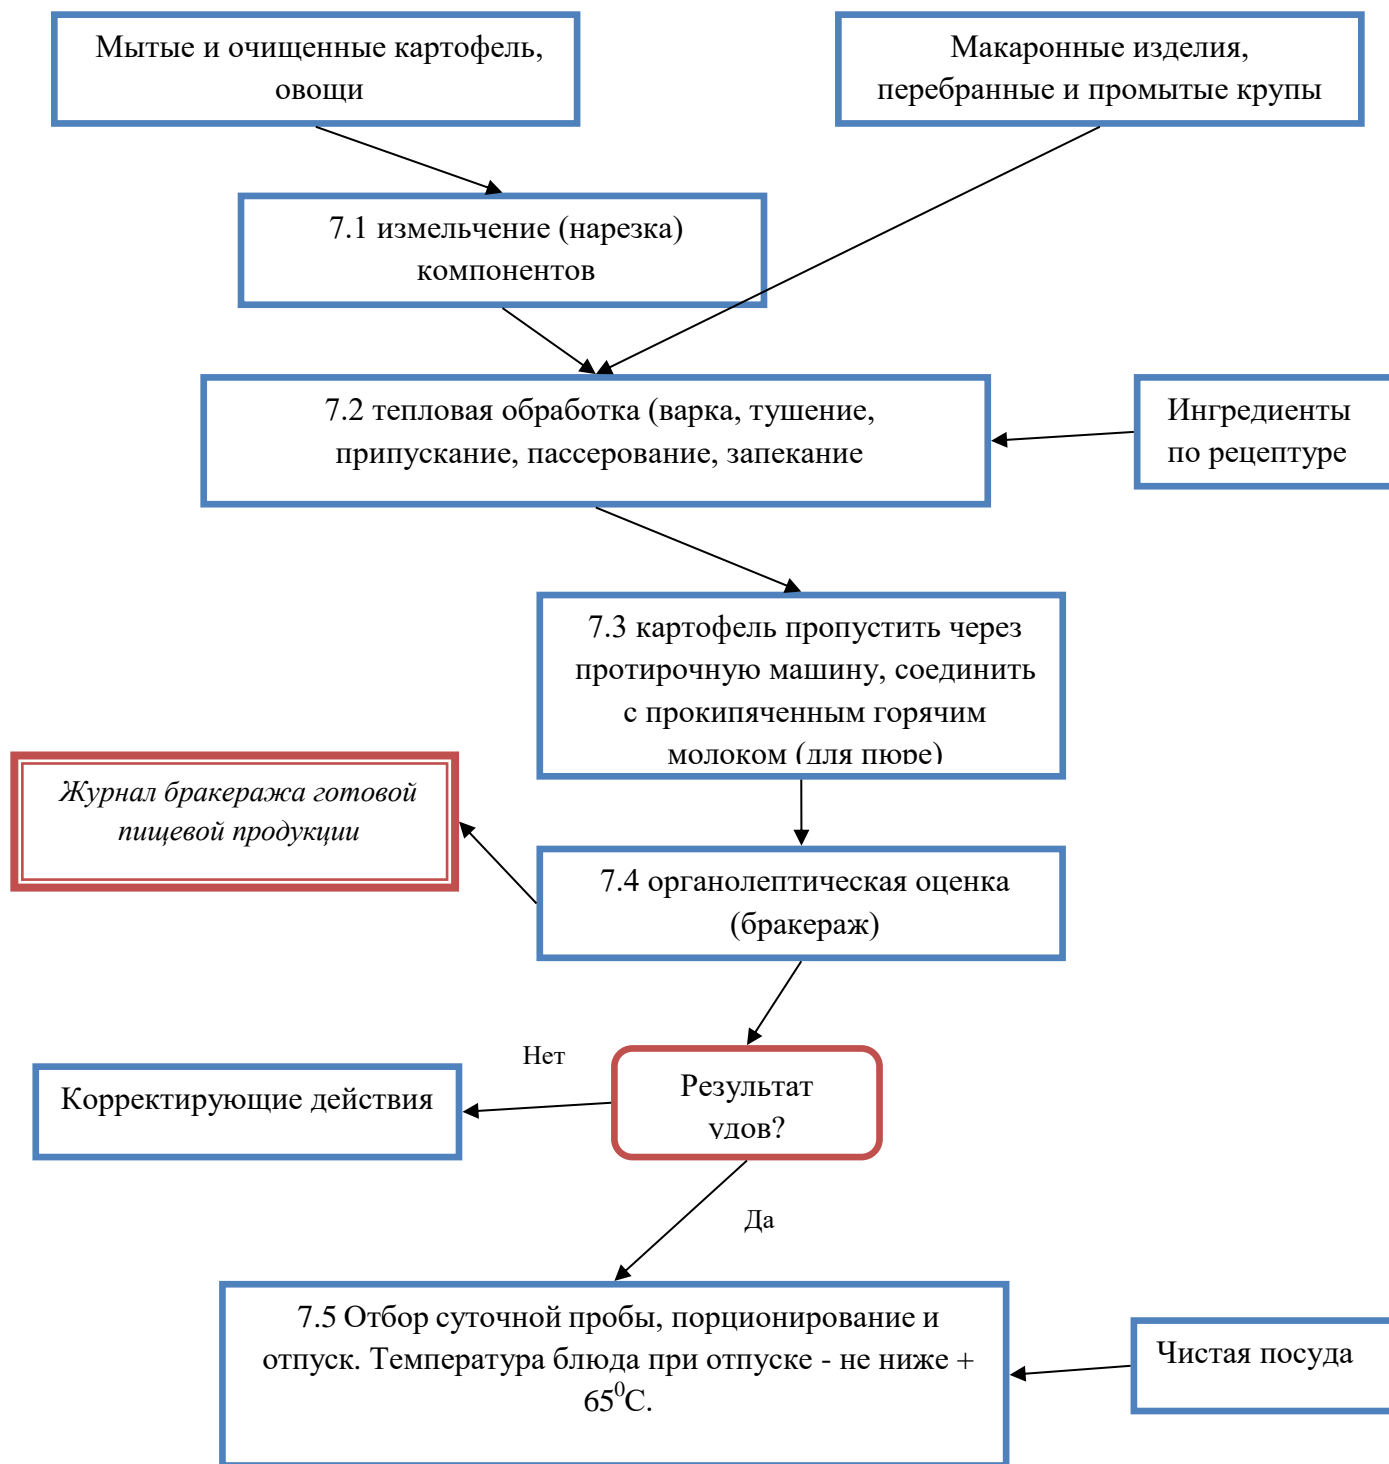 Мытые и очищенные картофель,
овощи
Макаронные изделия,
перебранные и промытые крупы
7.1 измельчение (нарезка)
компонентов
7.2 тепловая обработка (варка, тушение,
припускание, пассерование, запекание
Ингредиенты
по рецептуре
7.3 картофель пропустить через
протирочную машину, соединить
с прокипяченным горячим
молоком (для пюре)
Журнал бракеража готовой
пищевой продукции
7.4 органолептическая оценка
(бракераж)
Нет
Корректирующие действия
Результат
удов?
Да
7.5 Отбор суточной пробы, порционирование и
отпуск. Температура блюда при отпуске - не ниже +
65⁰С.
Чистая посуда